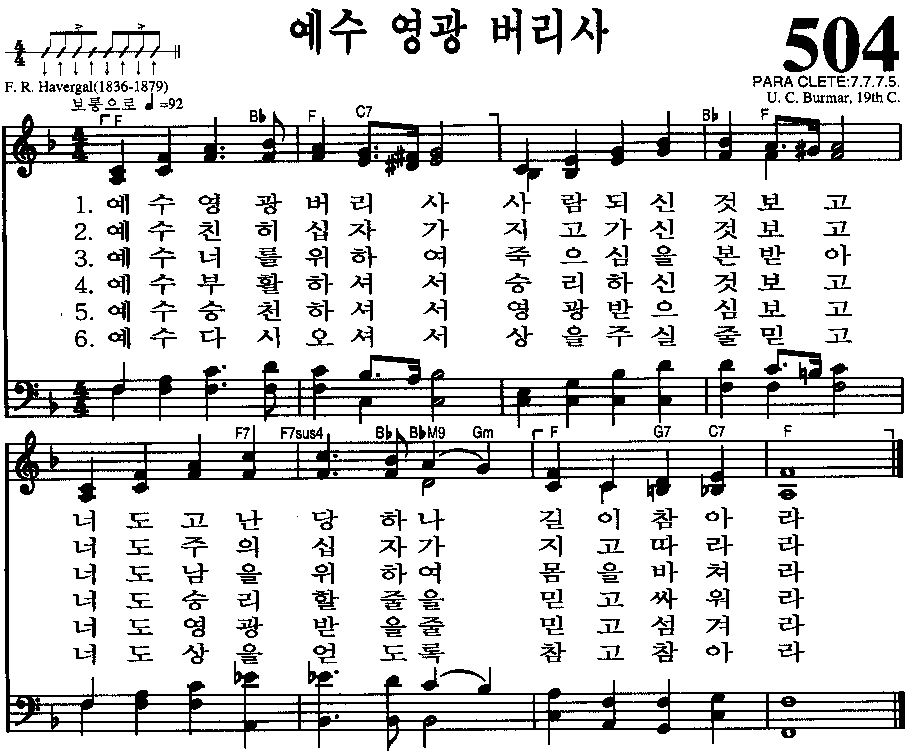 예수 영광 버리사
504
F. R. Havergal(1836-1879)
PARA CLETE:7.7.7.5.
보통으로 ♩=92
U. C. Burmar, 19th C.
F B♭ F C7 B♭ F
1. 예 수 영 광 버 리 사 사 람 되 신 것 보 고
2. 예 수 친 히 십 자 가 지 고 가 신 것 보 고
3. 예 수 너 를 위 하 여 죽 으 심 을 본 받 아
4. 예 수 부 활 하 셔 서 승 리 하 신 것 보 고
5. 예 수 승 천 하 셔 서 영 광 받 으 심 보 고
6. 예 수 다 시 오 셔 서 상 을 주 실 줄 믿 고
F7 F7sus4 B♭ B♭M9 Gm F G7 C7 F
너 도 고 난 당 하 나 길 이 참 아 라
너 도 주 의 십 자 가 지 고 따 라 라
너 도 남 을 위 하 여 몸 을 바 쳐 라
너 도 승 리 할 줄 을 믿 고 싸 워 라
너 도 영 광 받 을 줄 믿 고 섬 겨 라
너 도 상 을 얻 도 록 참 고 참 아 라